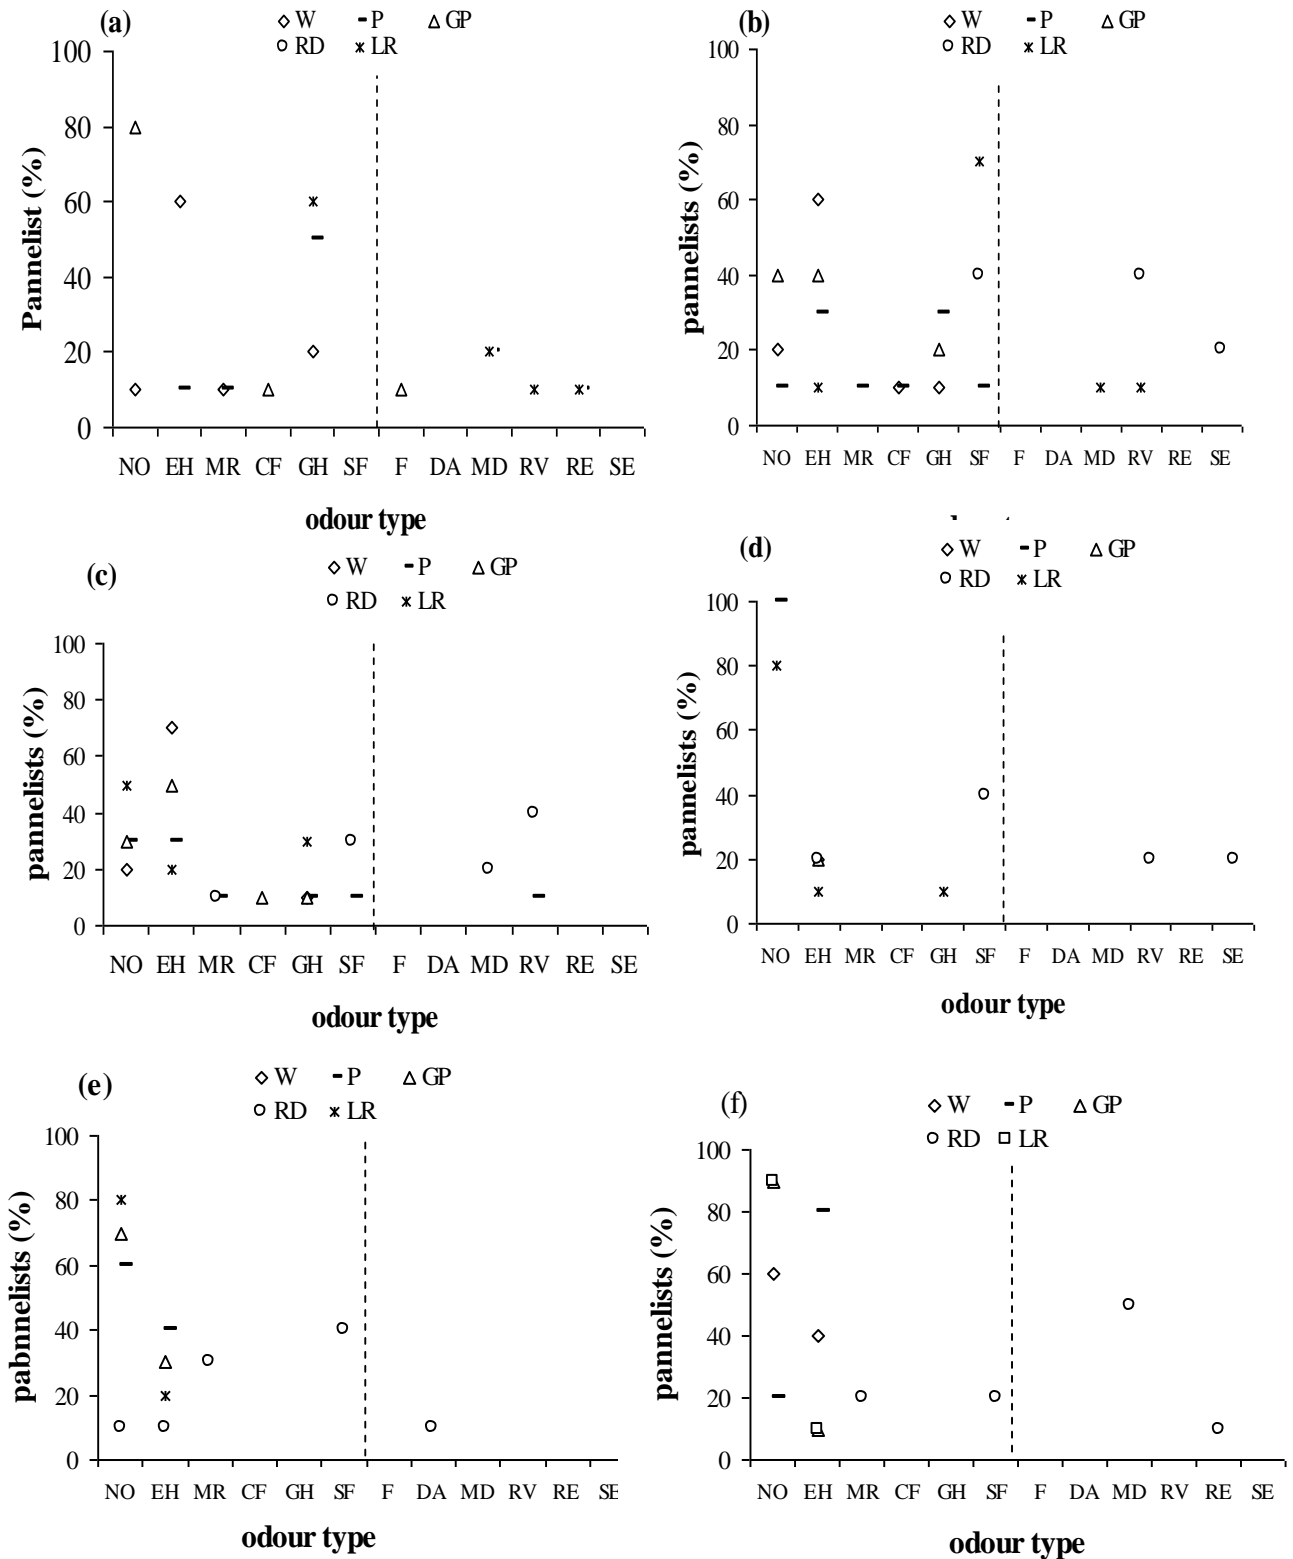 (a) W P GP
RD LR
100
80
60
40
20
0
Pannelist (%)
NO EH MR CF GH SF F DA MD RV RE SE
odour type
(b) W P GP
RD LR
100
80
60
40
20
0
pannelists (%)
NO EH MR CF GH SF F DA MD RV RE SE
(c) W P GP
RD LR
100
80
60
40
20
0
pannelists (%)
NO EH MR CF GH SF F DA MD RV RE SE
odour type
(d) W P GP
RD LR
100
80
60
40
20
0
pannelists (%)
NO EH MR CF GH SF F DA MD RV RE SE
odour type
(e) W P GP
RD LR
100
80
60
40
20
0
pabnnelists (%)
NO EH MR CF GH SF F DA MD RV RE SE
odour type
(f) W P GP
RD LR
100
80
60
40
20
0
pannelists (%)
NO EH MR CF GH SF F DA MD RV RE SE
odour type